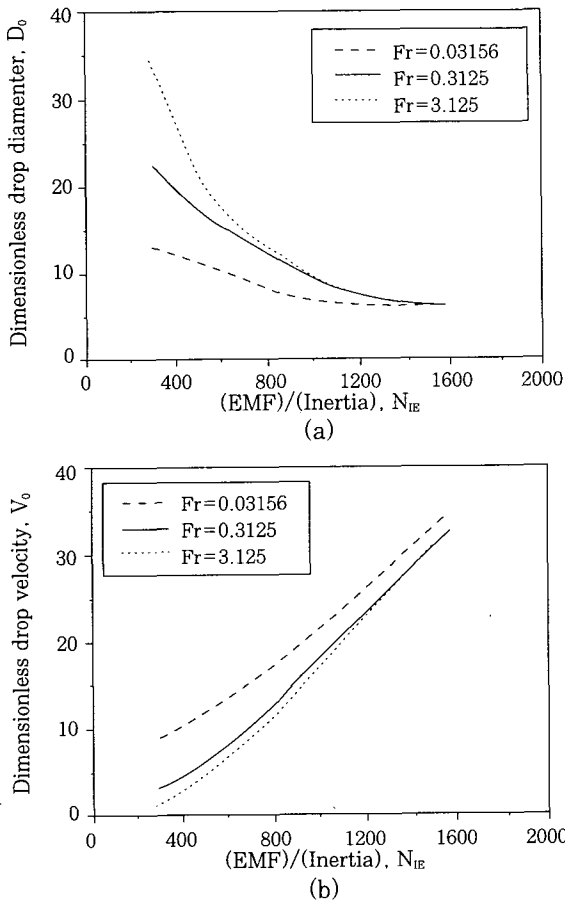 Dimensionless drop diamenter, D₀
40
30
20
10
0
Fr=0.03156
Fr=0.3125
Fr=3.125
0 400 800 1200 1600 2000
(EMF)/(Inertia), N_IE
(a)
Dimensionless drop velocity, V₀
40
30
20
10
0
Fr=0.03156
Fr=0.3125
Fr=3.125
0 400 800 1200 1600 2000
(EMF)/(Inertia), N_IE
(b)